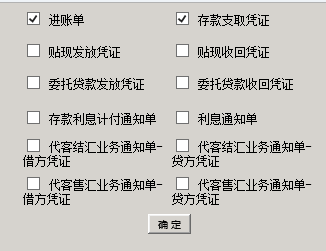 进账单 存款支取凭证
贴现发放凭证 贴现收回凭证
委托贷款发放凭证 委托贷款收回凭证
存款利息计付通知单 利息通知单
代客结汇业务通知单-借方凭证 代客结汇业务通知单-贷方凭证
代客售汇业务通知单-借方凭证 代客售汇业务通知单-贷方凭证
确定